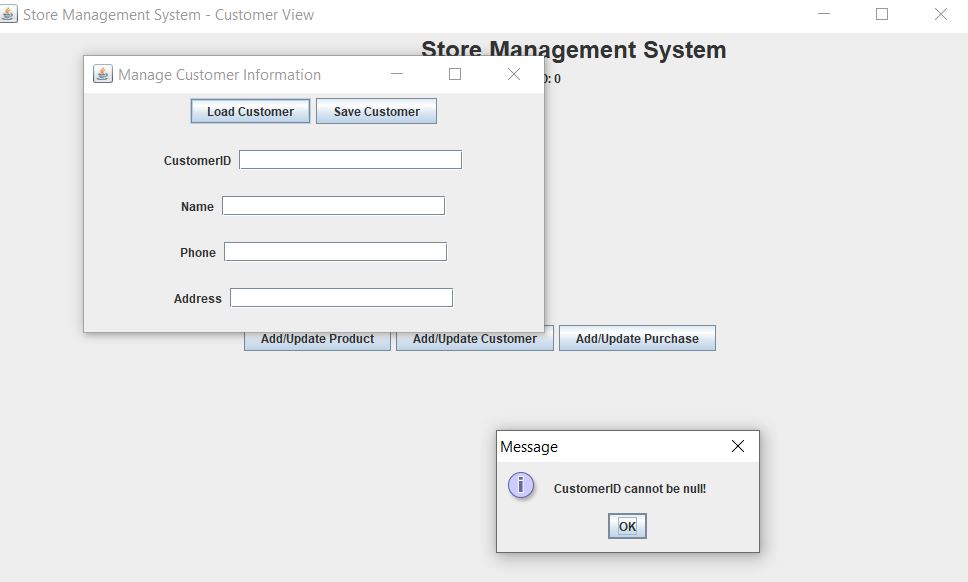 Store Management System - Customer View
Store Management System
0: 0
Manage Customer Information
Load Customer Save Customer
CustomerID
Name
Phone
Address
Add/Update Product Add/Update Customer Add/Update Purchase
Message
CustomerID cannot be null!
OK